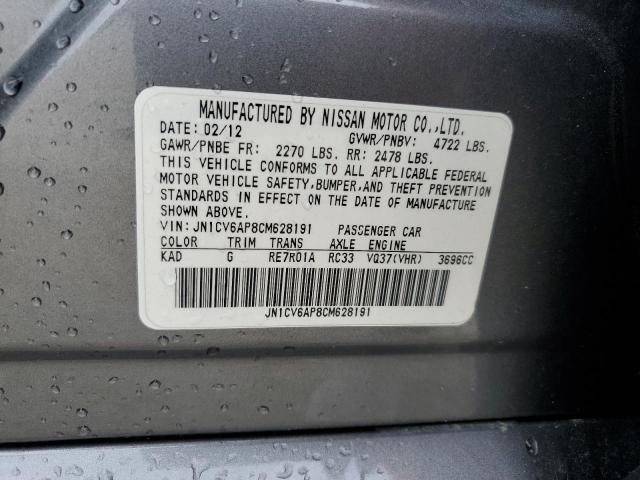 MANUFACTURED BY NISSAN MOTOR CO.,LTD.
DATE: 02/12 GVWR/PNBV: 4722 LBS.
GAWR/PNBE FR: 2270 LBS. RR: 2478 LBS.
THIS VEHICLE CONFORMS TO ALL APPLICABLE FEDERAL
MOTOR VEHICLE SAFETY,BUMPER,AND THEFT PREVENTION
STANDARDS IN EFFECT ON THE DATE OF MANUFACTURE
SHOWN ABOVE.
VIN: JN1CV6AP8CM628191 PASSENGER CAR
COLOR TRIM TRANS AXLE ENGINE
KAD G RE7R01A RC33 VQ37(VHR) 3696CC
JN1CV6AP8CM628191